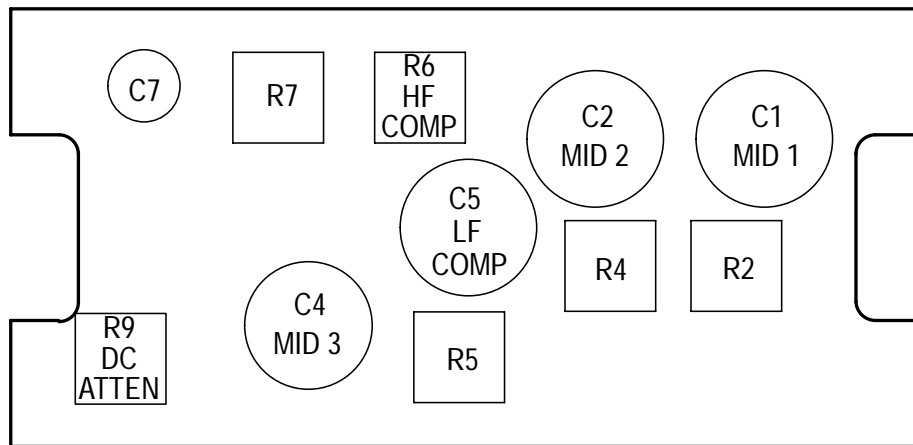 C7
R7
R6
HF
COMP
C2
MID 2
C1
MID 1
C5
LF
COMP
R4
R2
C4
MID 3
R9
DC
ATTEN
R5